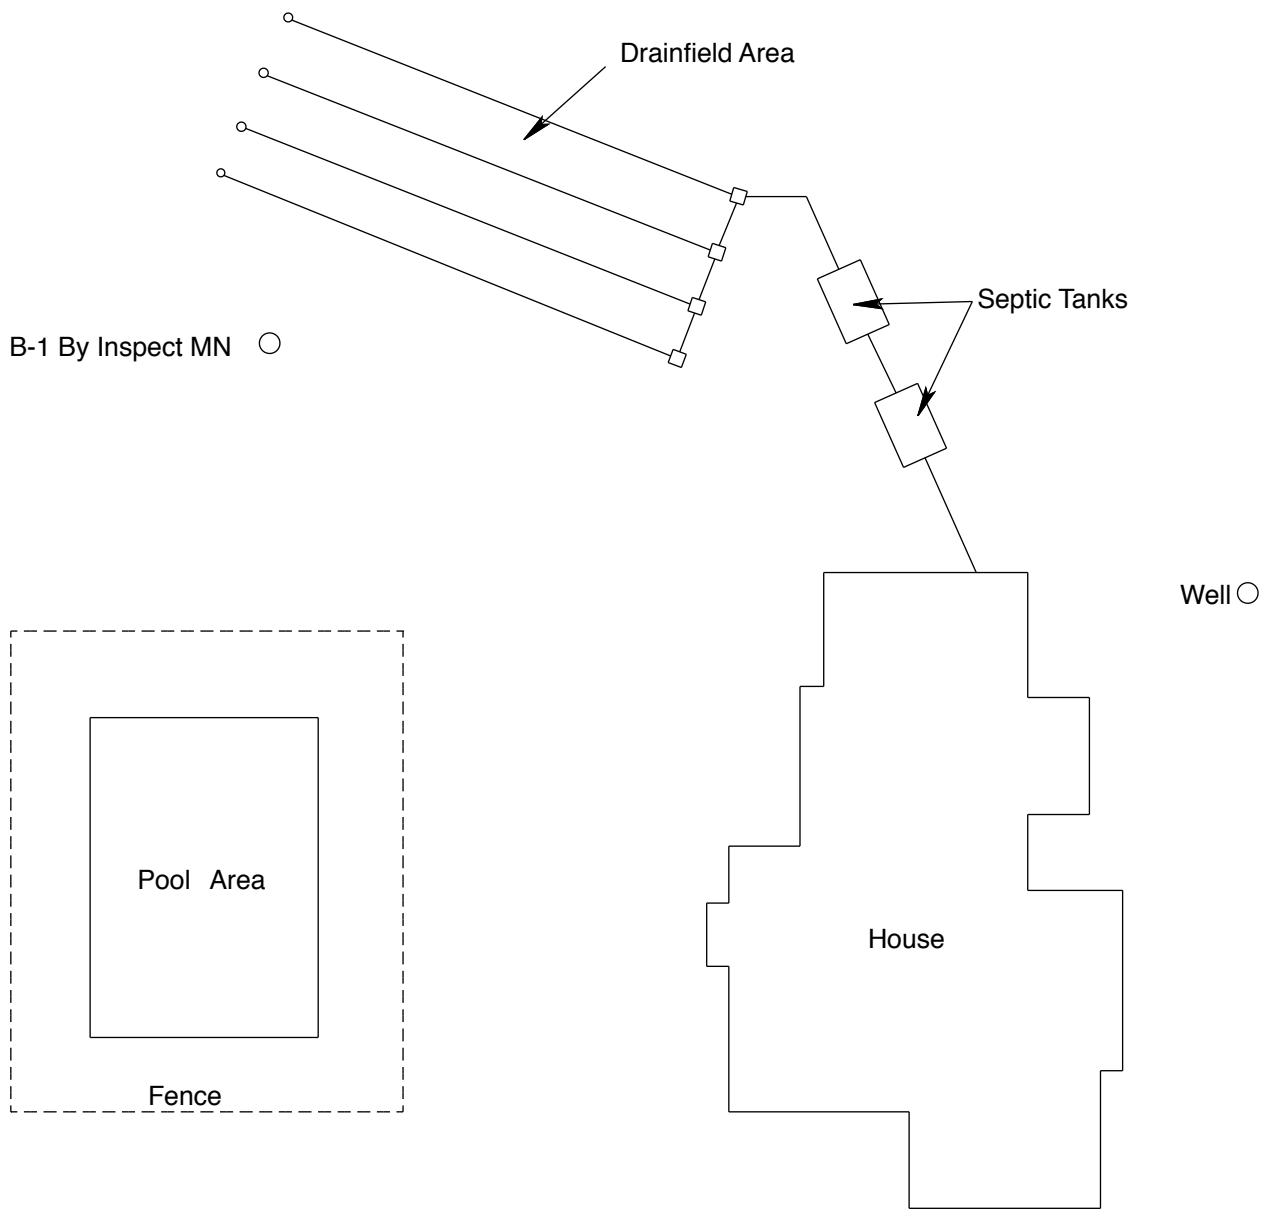 Drainfield Area
Septic Tanks
B-1 By Inspect MN
Well
Pool Area
House
Fence